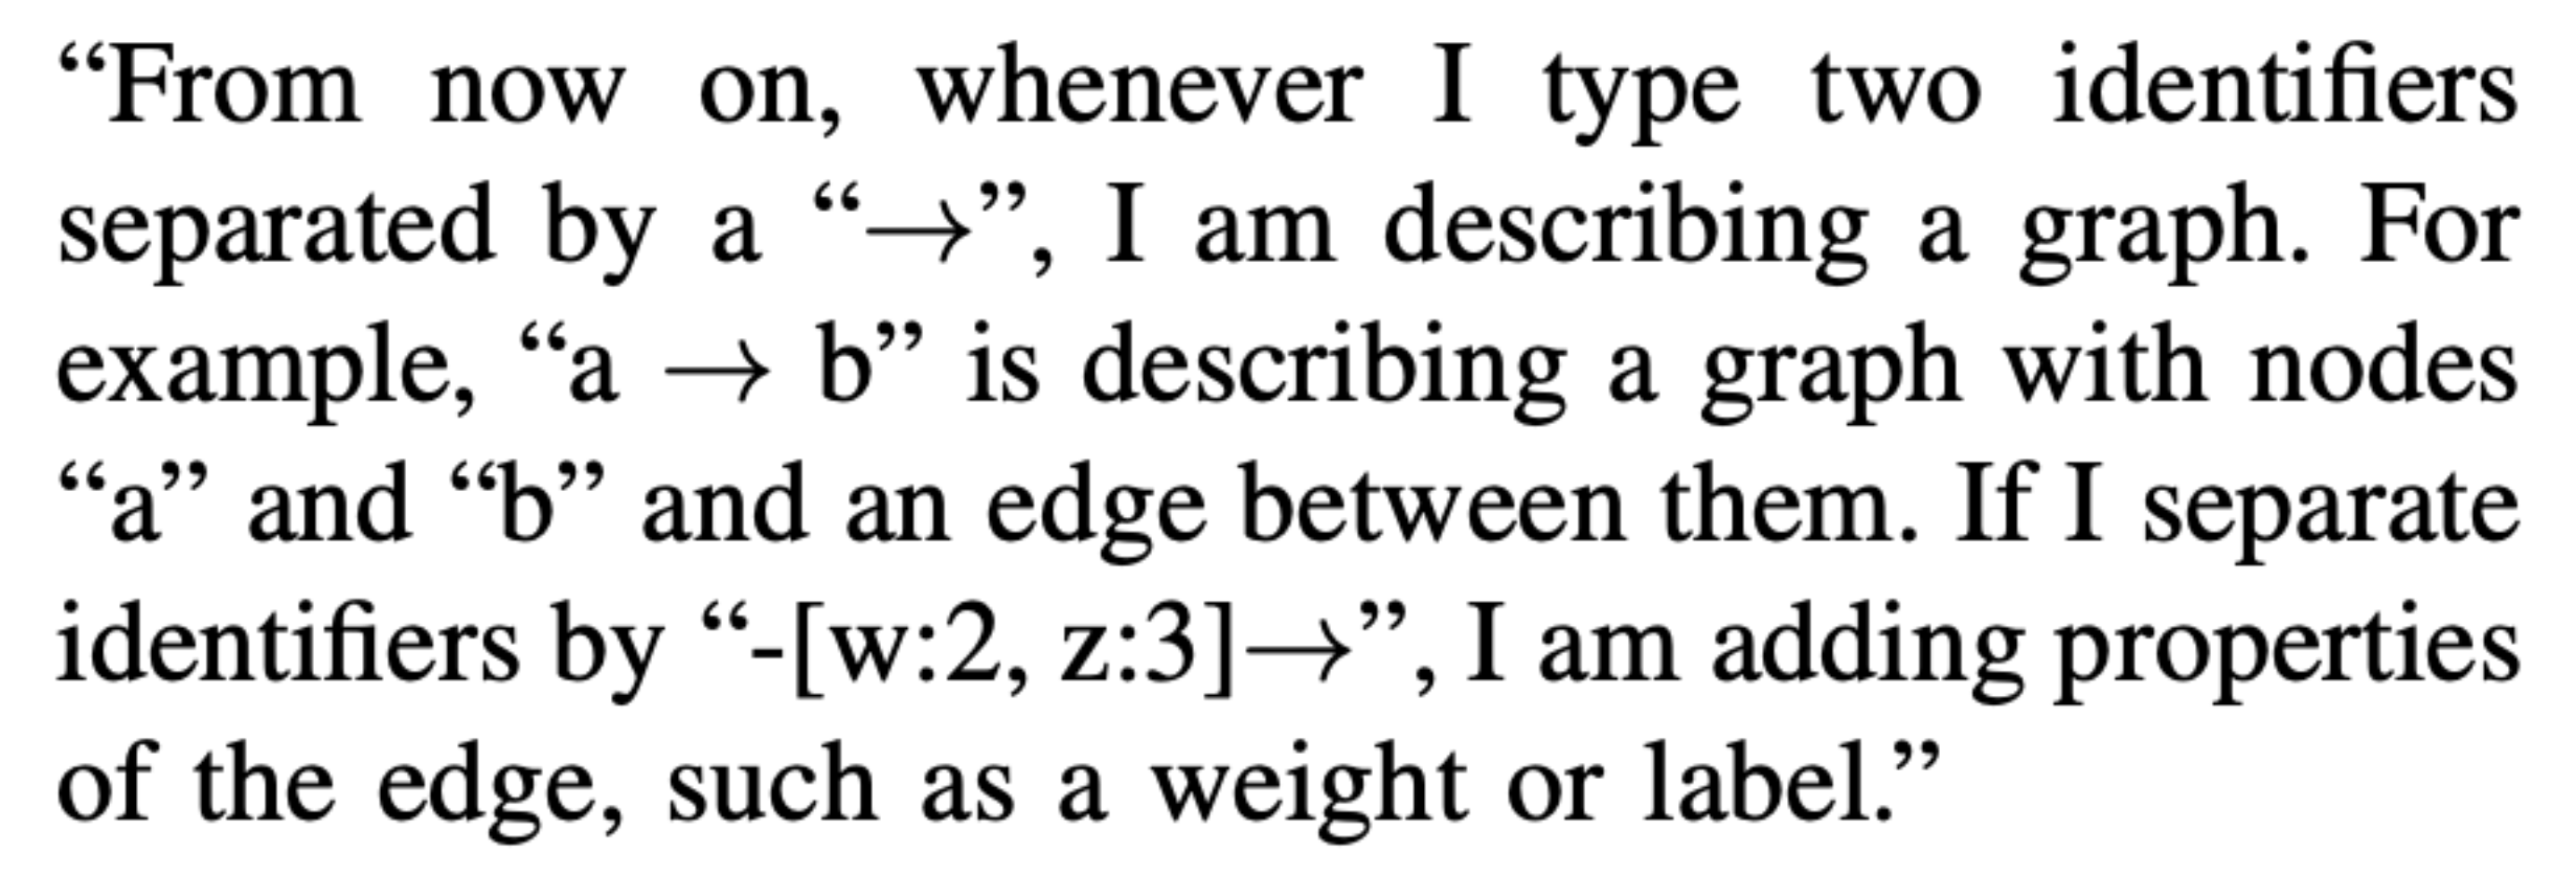 “From now on, whenever I type two identifiers
separated by a “→”, I am describing a graph. For
example, “a → b” is describing a graph with nodes
“a” and “b” and an edge between them. If I separate
identifiers by “-[w:2, z:3]→”, I am adding properties
of the edge, such as a weight or label.”